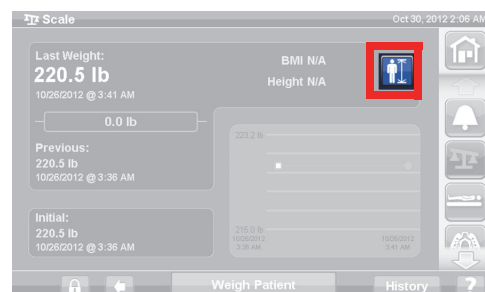 Scale
Oct 30, 2012 2:06 AM
Last Weight:
220.5 lb
10/26/2012 @ 3:41 AM
BMI N/A
Height N/A
0.0 lb
Previous:
220.5 lb
10/26/2012 @ 3:36 AM
Initial:
220.5 lb
10/26/2012 @ 3:36 AM
223.2 lb
215.0 lb
10/26/2012
3:36 AM
10/26/2012
3:41 AM
Weigh Patient
History
?